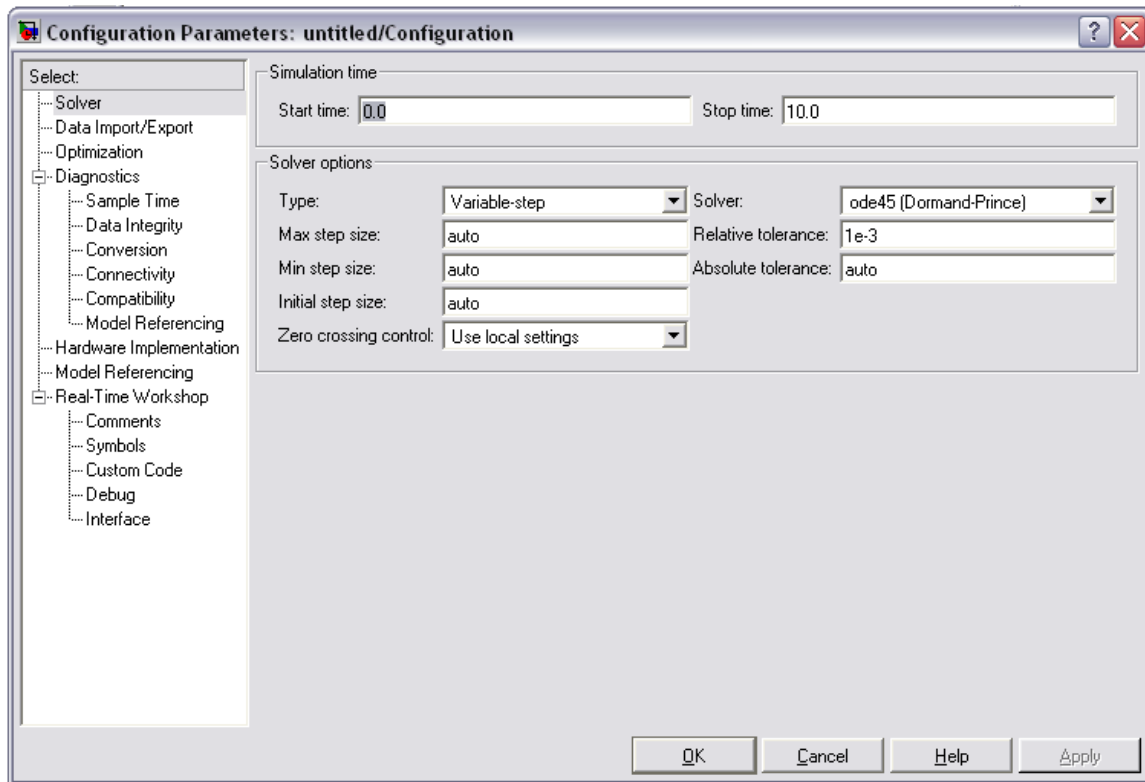 Configuration Parameters: untitled/Configuration
Select:
Solver
Data Import/Export
Optimization
Diagnostics
Sample Time
Data Integrity
Conversion
Connectivity
Compatibility
Model Referencing
Hardware Implementation
Model Referencing
Real-Time Workshop
Comments
Symbols
Custom Code
Debug
Interface
Simulation time
Start time: 0.0 Stop time: 10.0
Solver options
Type: Variable-step Solver: ode45 (Dormand-Prince)
Max step size: auto Relative tolerance: 1e-3
Min step size: auto Absolute tolerance: auto
Initial step size: auto
Zero crossing control: Use local settings
OK Cancel Help Apply